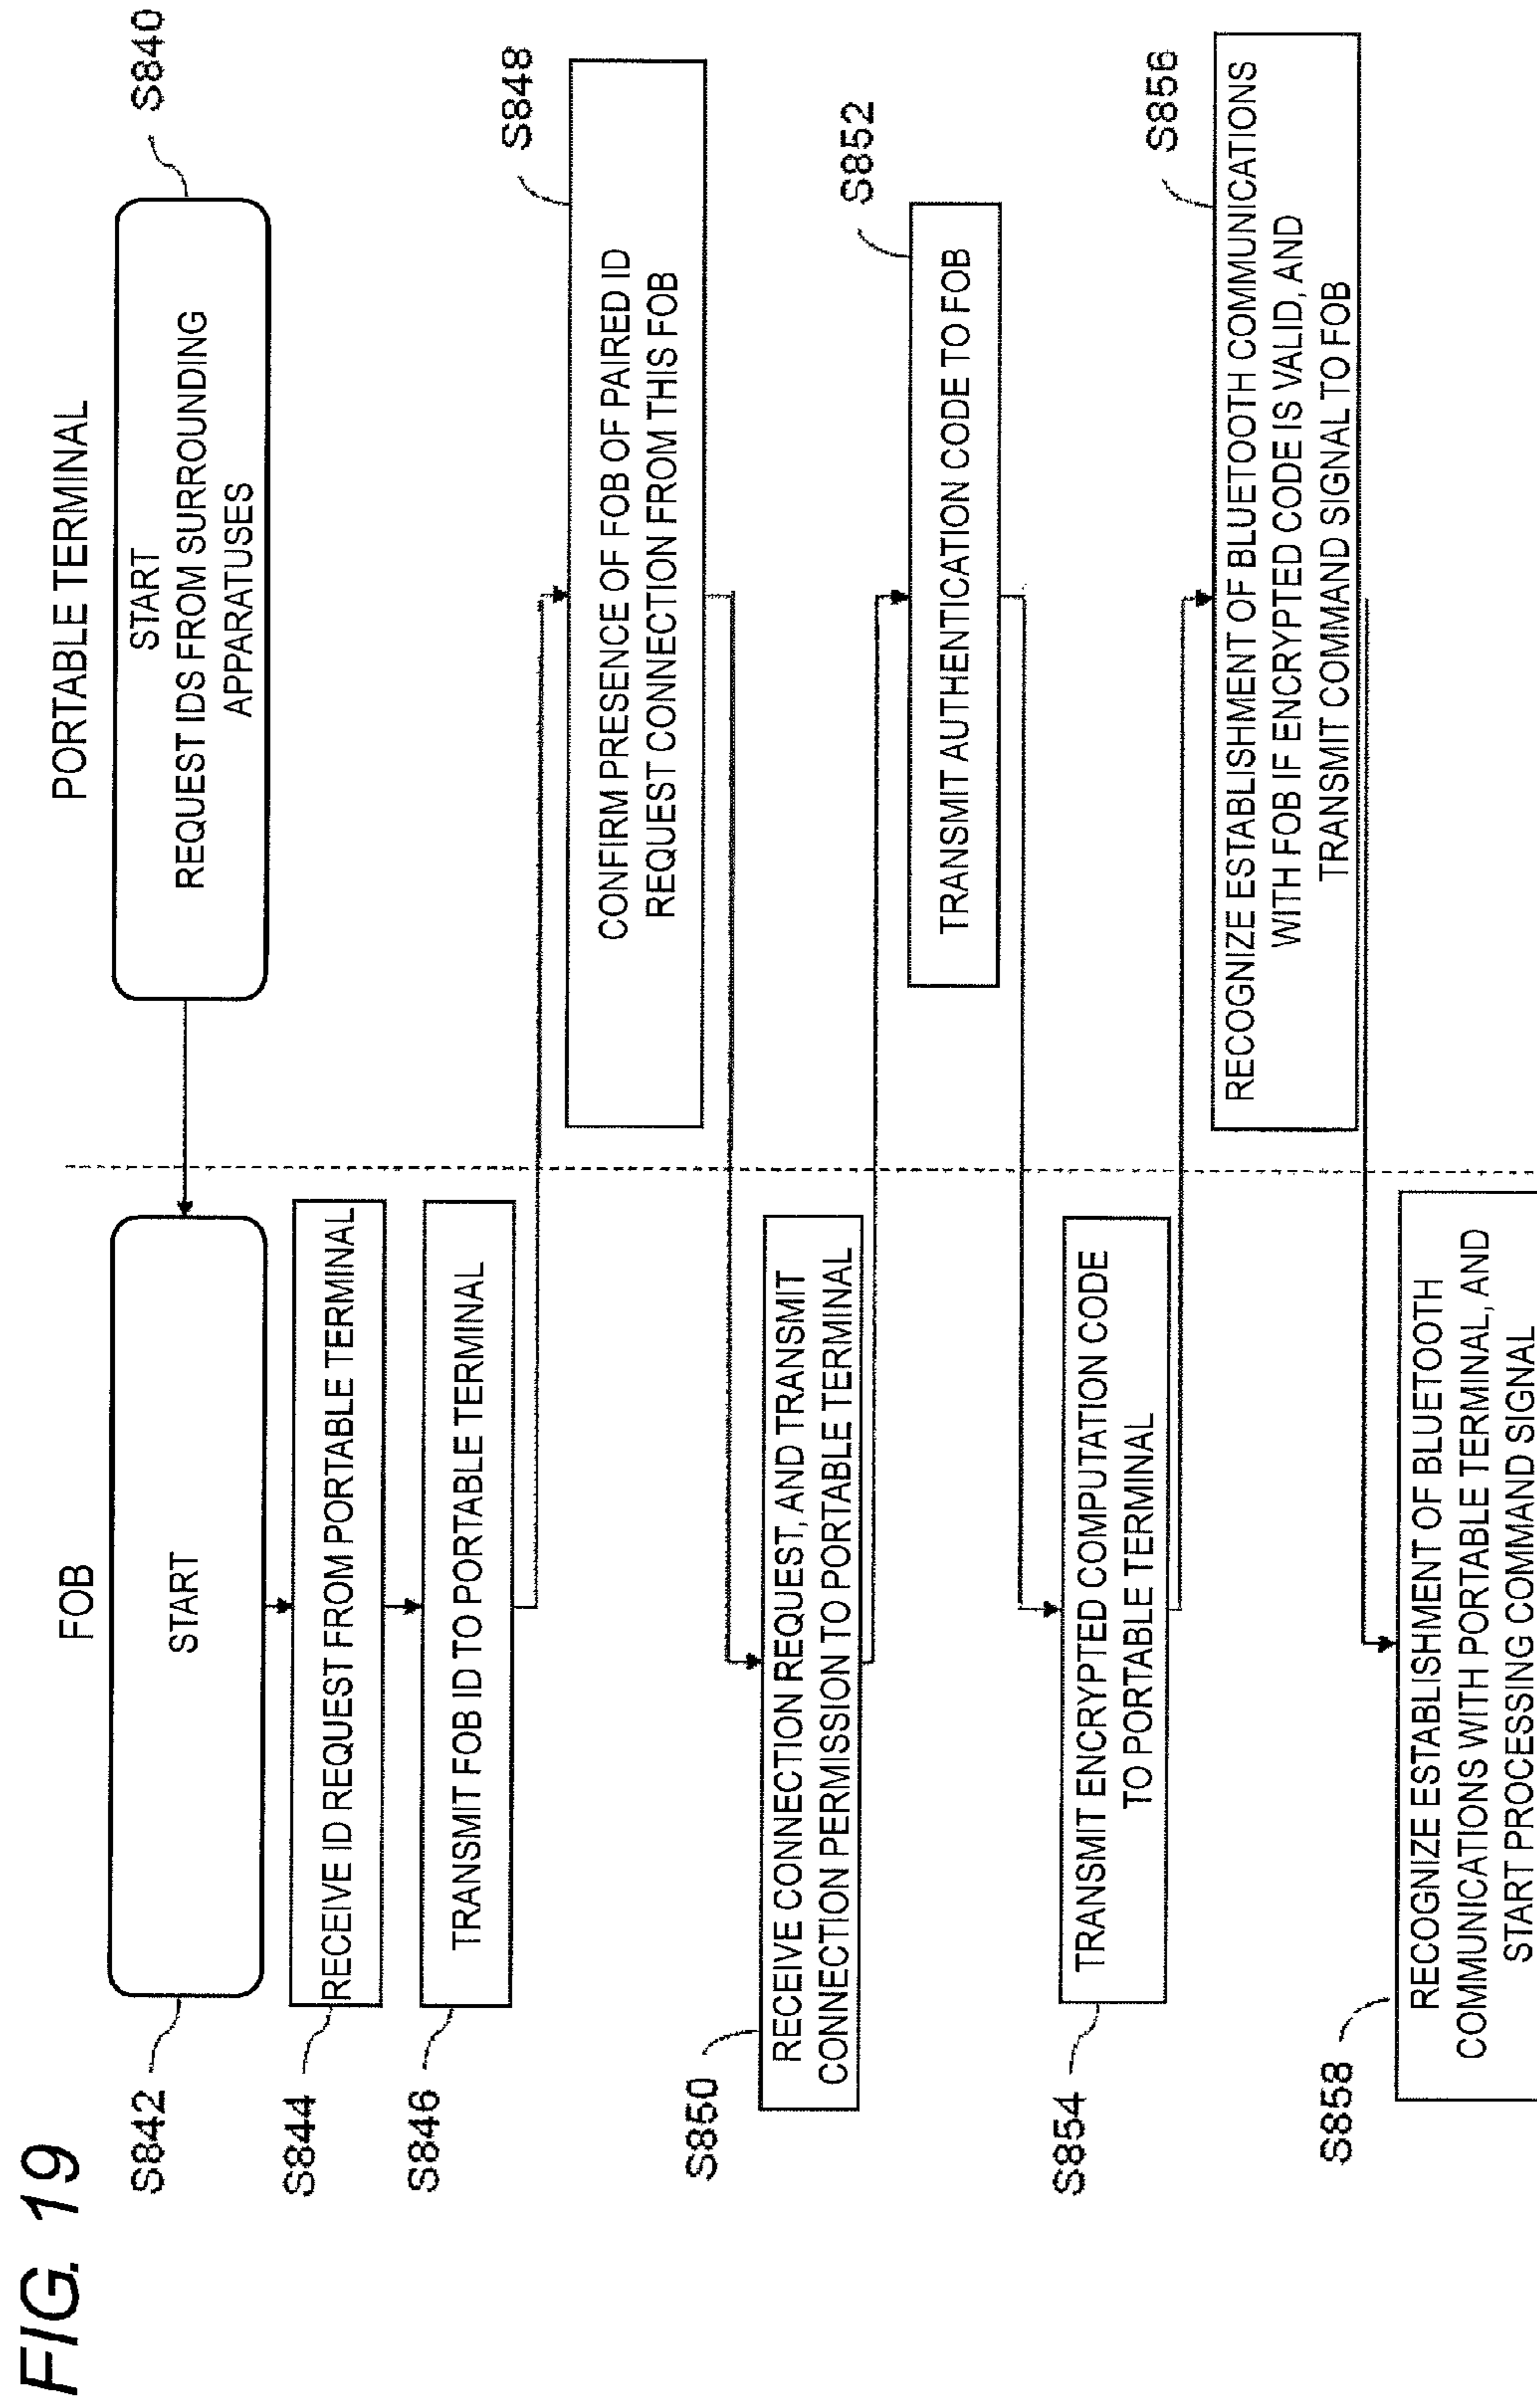 FIG. 19
FOB
PORTABLE TERMINAL
S840
START
REQUEST IDS FROM SURROUNDING
APPARATUSES
S842
START
S844
RECEIVE ID REQUEST FROM PORTABLE TERMINAL
S846
TRANSMIT FOB ID TO PORTABLE TERMINAL
S848
CONFIRM PRESENCE OF FOB OF PAIRED ID
REQUEST CONNECTION FROM THIS FOB
S850
RECEIVE CONNECTION REQUEST, AND TRANSMIT
CONNECTION PERMISSION TO PORTABLE TERMINAL
S852
TRANSMIT AUTHENTICATION CODE TO FOB
S854
TRANSMIT ENCRYPTED COMPUTATION CODE
TO PORTABLE TERMINAL
S856
RECOGNIZE ESTABLISHMENT OF BLUETOOTH COMMUNICATIONS
WITH FOB IF ENCRYPTED CODE IS VALID, AND
TRANSMIT COMMAND SIGNAL TO FOB
S858
RECOGNIZE ESTABLISHMENT OF BLUETOOTH
COMMUNICATIONS WITH PORTABLE TERMINAL, AND
START PROCESSING COMMAND SIGNAL